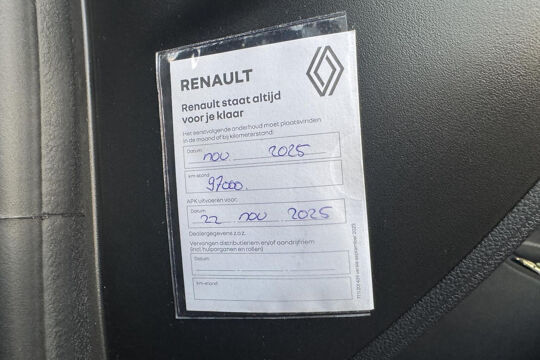 RENAULT
Renault staat altijd
voor je klaar
Het eerstvolgende onderhoud moet plaatsvinden
in de maand of bij kilometerstand:
Datum
nov 2025
km-stand
97000.
APK uitvoeren voor:
Datum
22 nov 2025
Dealergegevens z.o.z.
Vervangen distributieriem en/of aandrijfriem
(incl. hulporganen en rollen)
Datum
km-stand